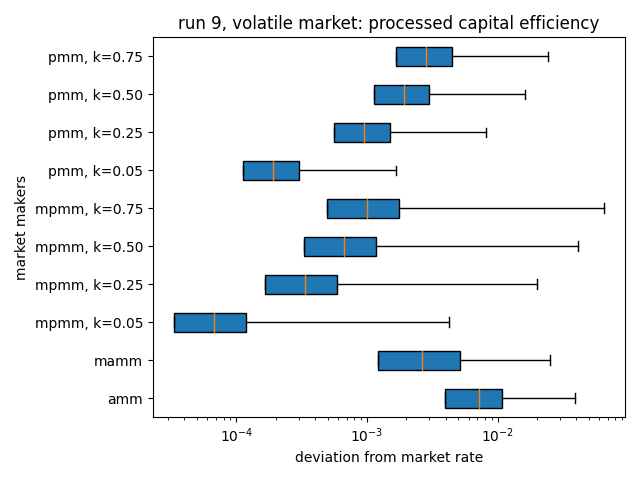 run 9, volatile market: processed capital efficiency
market makers
pmm, k=0.75
pmm, k=0.50
pmm, k=0.25
pmm, k=0.05
mpmm, k=0.75
mpmm, k=0.50
mpmm, k=0.25
mpmm, k=0.05
mamm
amm
10⁻⁴ 10⁻³ 10⁻²
deviation from market rate